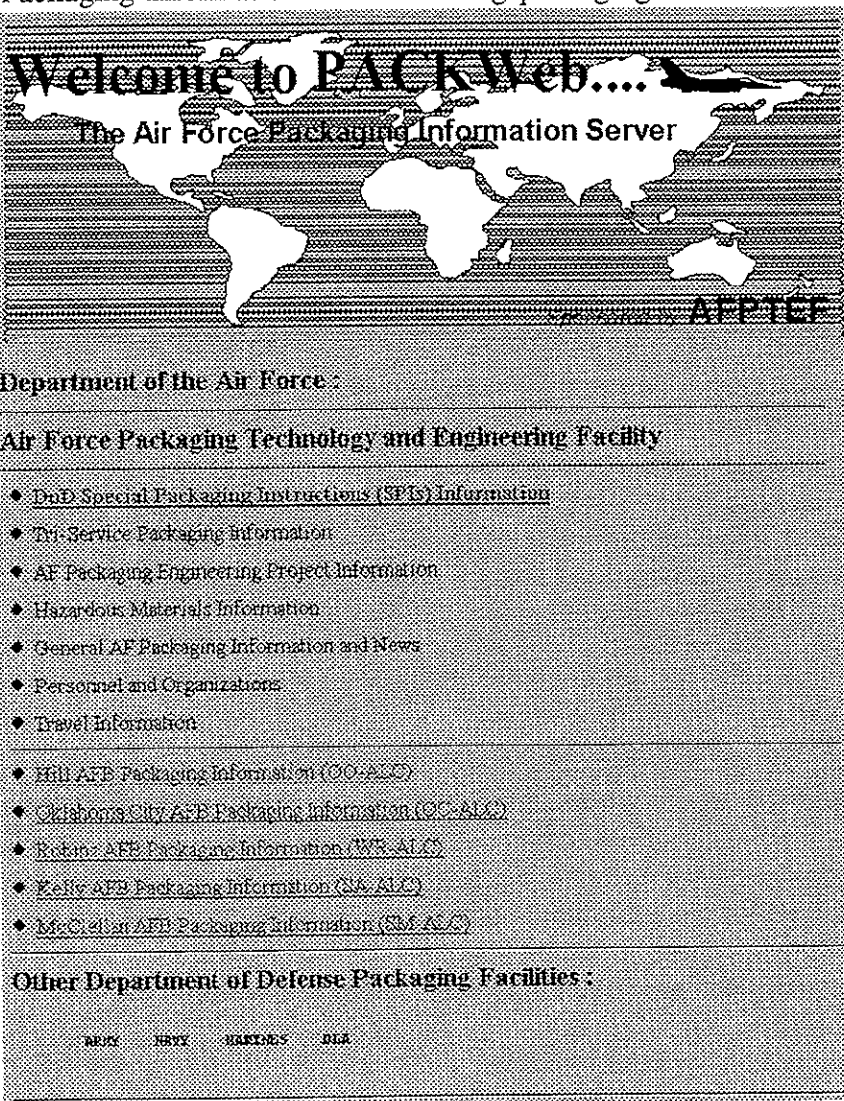 Welcome to PACKWeb....
The Air Force Packaging Information Server
AFPTEF
Department of the Air Force :
Air Force Packaging Technology and Engineering Facility
DoD Special Packaging Instructions (SPIs) Information
Tri-Service Packaging Information
AF Packaging Engineering Project Information
Hazardous Materials Information
General AF Packaging Information and News
Personnel and Organizations
Travel Information
Hill AFB Packaging Information (OO-ALC)
Oklahoma City AFB Packaging Information (OC-ALC)
Robins AFB Packaging Information (WR-ALC)
Kelly AFB Packaging Information (SA-ALC)
McClellan AFB Packaging Information (SM-ALC)
Other Department of Defense Packaging Facilities :
ARMY NAVY MARINES DLA